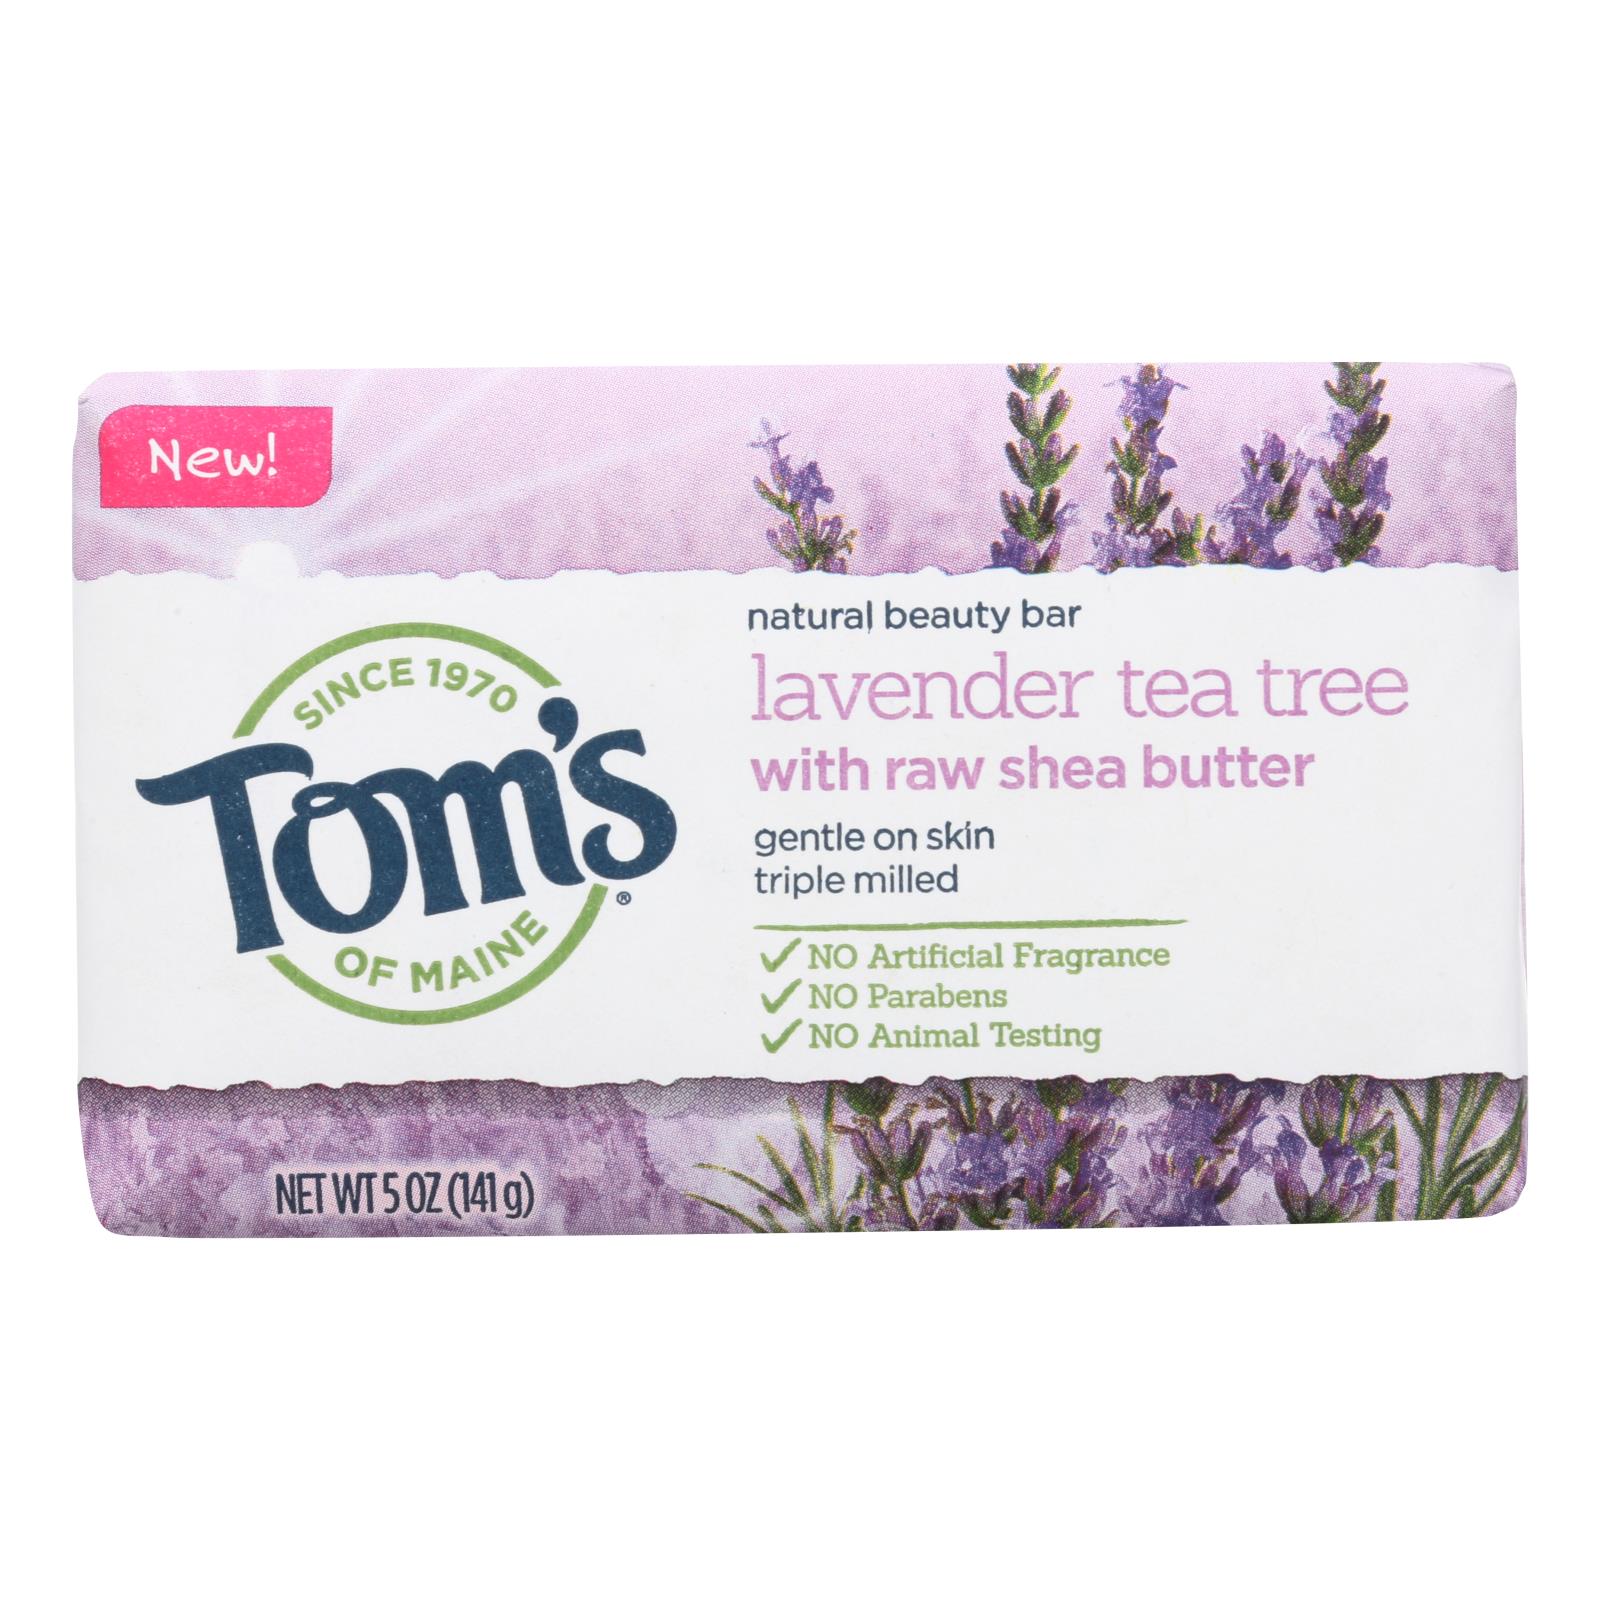 New!
SINCE 1970
Tom's®
OF MAINE
natural beauty bar
lavender tea tree
with raw shea butter
gentle on skin
triple milled
NO Artificial Fragrance
NO Parabens
NO Animal Testing
NET WT 5 OZ (141 g)